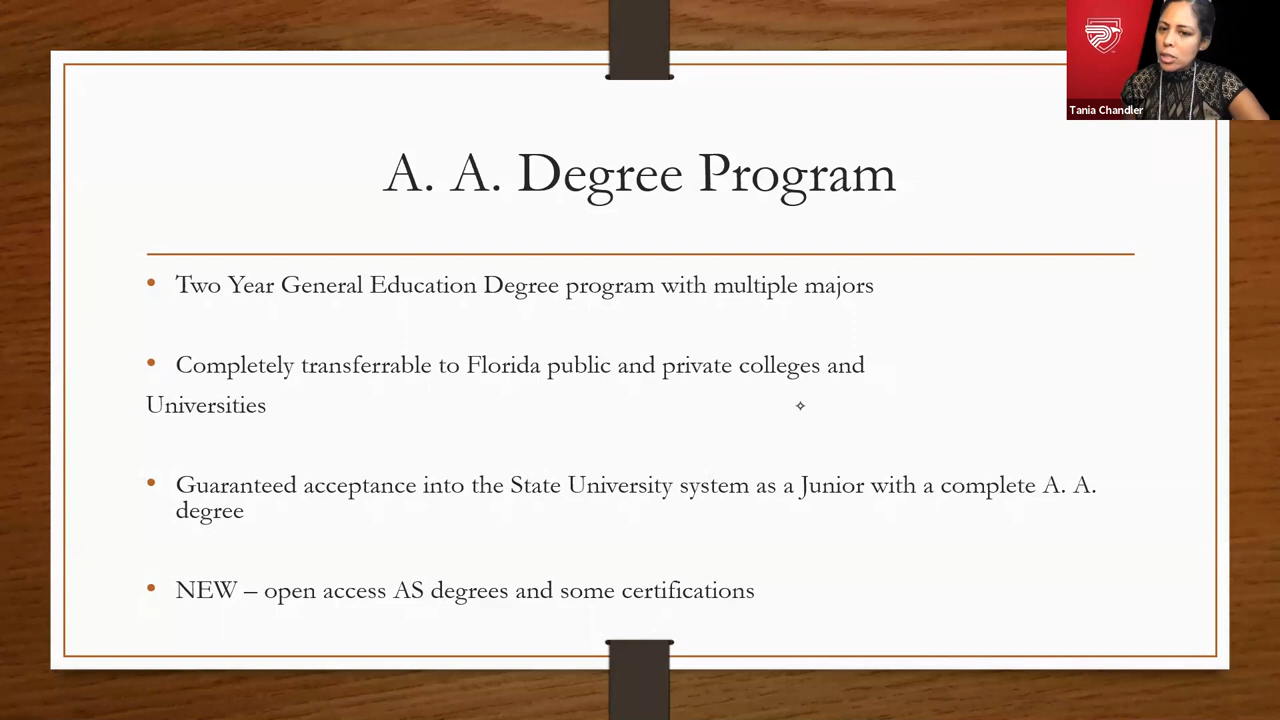 Tania Chandler
A. A. Degree Program
• Two Year General Education Degree program with multiple majors
• Completely transferrable to Florida public and private colleges and
Universities
• Guaranteed acceptance into the State University system as a Junior with a complete A. A.
degree
• NEW – open access AS degrees and some certifications